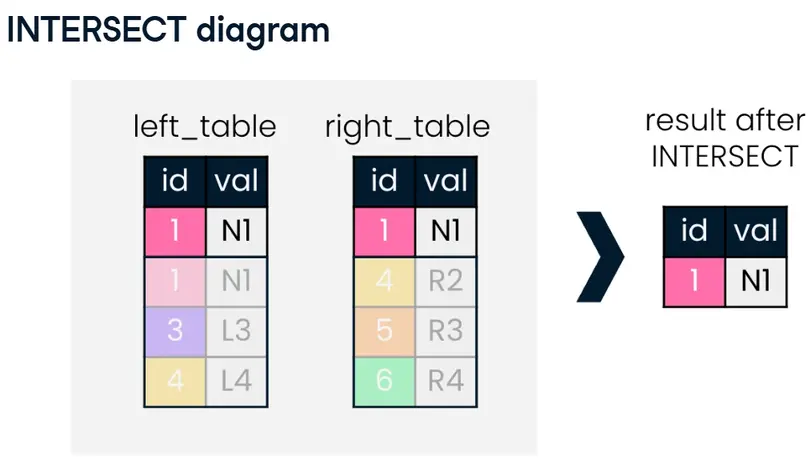 INTERSECT diagram
left_table
id val
1 N1
1 N1
3 L3
4 L4
right_table
id val
1 N1
4 R2
5 R3
6 R4
result after
INTERSECT
id val
1 N1